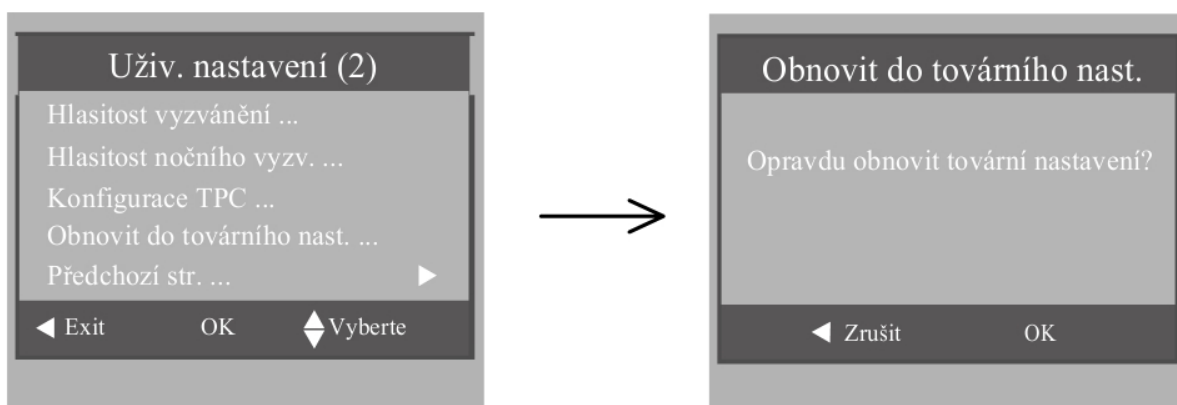 Uživ. nastavení (2)
Hlasitost vyzvánění ...
Hlasitost nočního vyzv. ...
Konfigurace TPC ...
Obnovit do továrního nast. ...
Předchozí str. ...
Exit OK Vyberte
Obnovit do továrního nast.
Opravdu obnovit tovární nastavení?
Zrušit OK